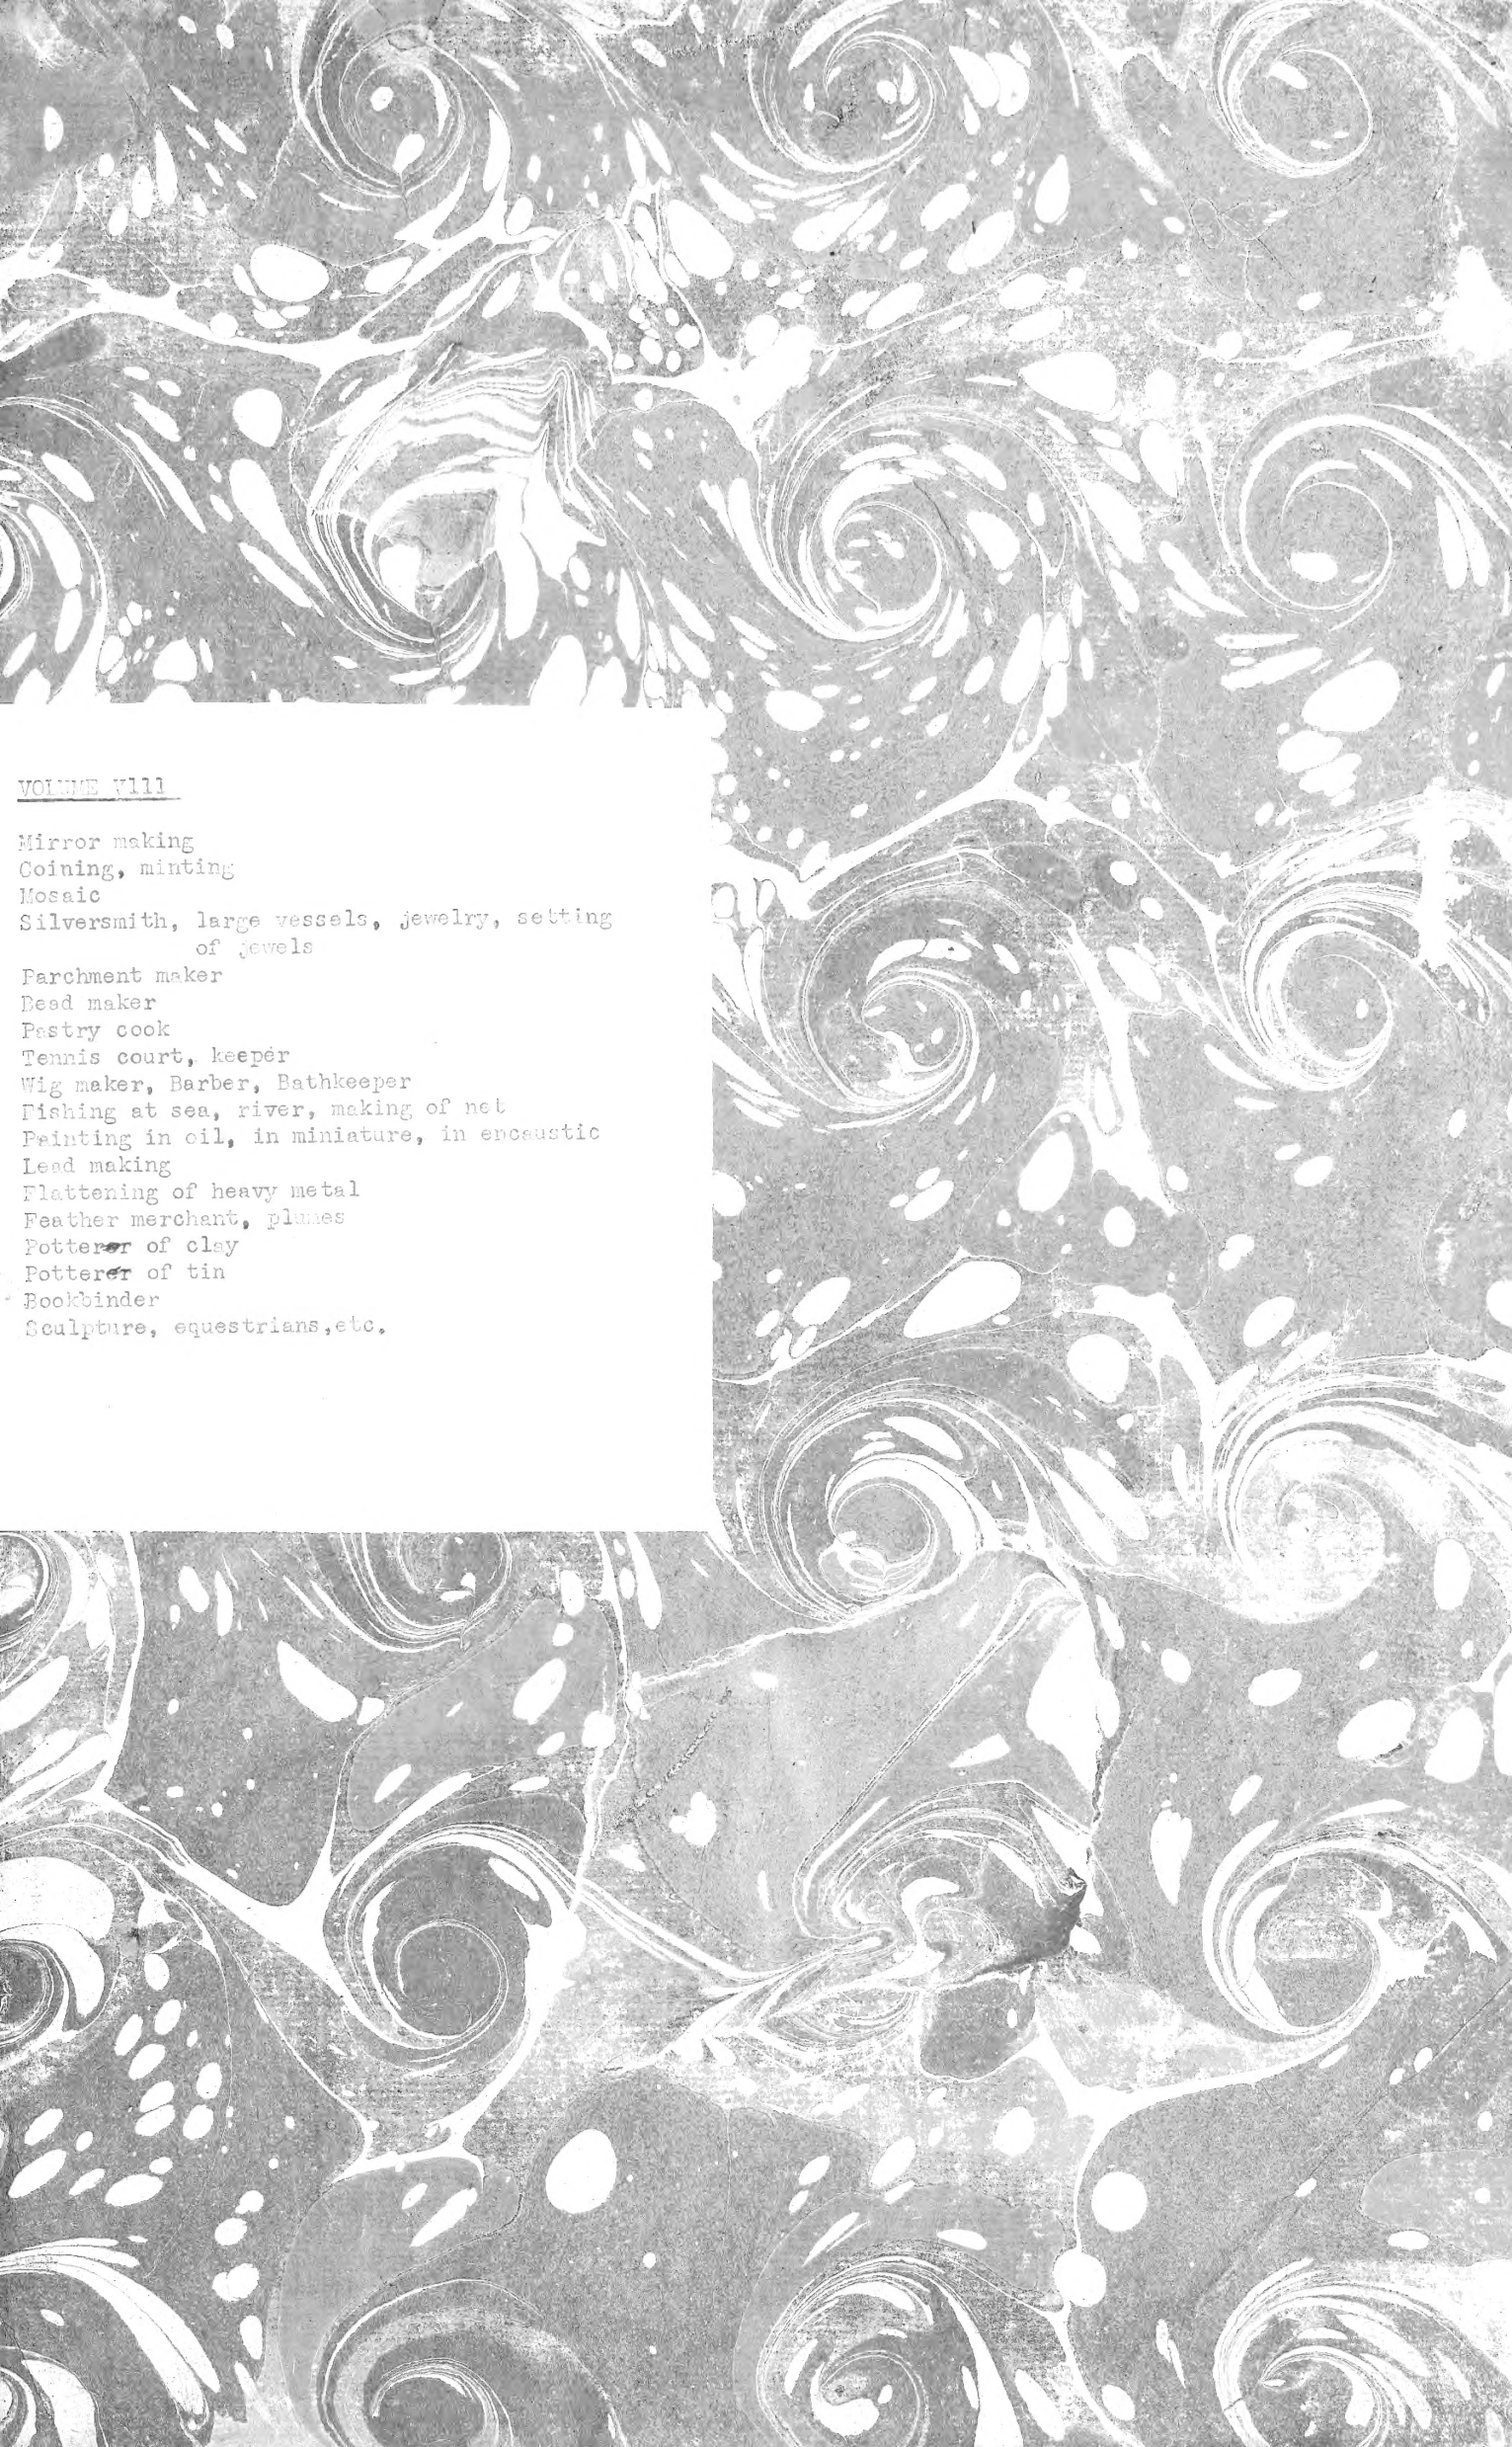 VOLUME V111
Mirror making
Coining, minting
Mosaic
Silversmith, large vessels, jewelry, setting
of jewels
Parchment maker
Bead maker
Pastry cook
Tennis court, keeper
Wig maker, Barber, Bathkeeper
Fishing at sea, river, making of net
Painting in oil, in miniature, in encaustic
Lead making
Flattening of heavy metal
Feather merchant, plumes
Potterer of clay
Potterer of tin
Bookbinder
Sculpture, equestrians,etc.